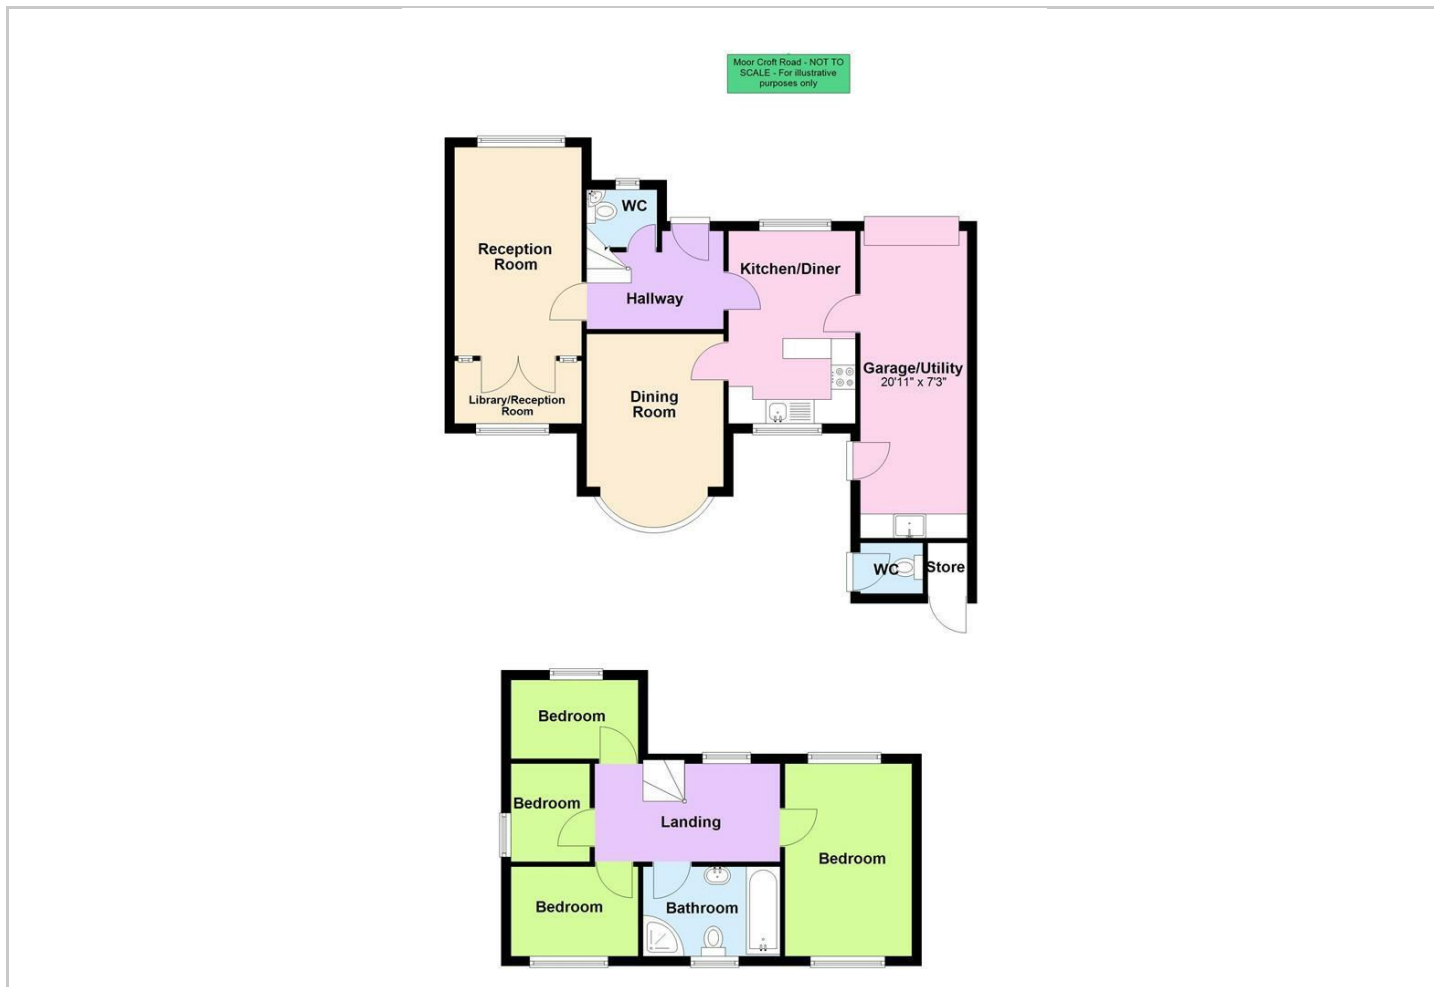 Moor Croft Road - NOT TO
SCALE - For illustrative
purposes only
WC
Reception
Room
Kitchen/Diner
Hallway
Garage/Utility
20'11" x 7'3"
Library/Reception
Room
Dining
Room
WC
Store
Bedroom
Bedroom
Landing
Bedroom
Bedroom
Bathroom